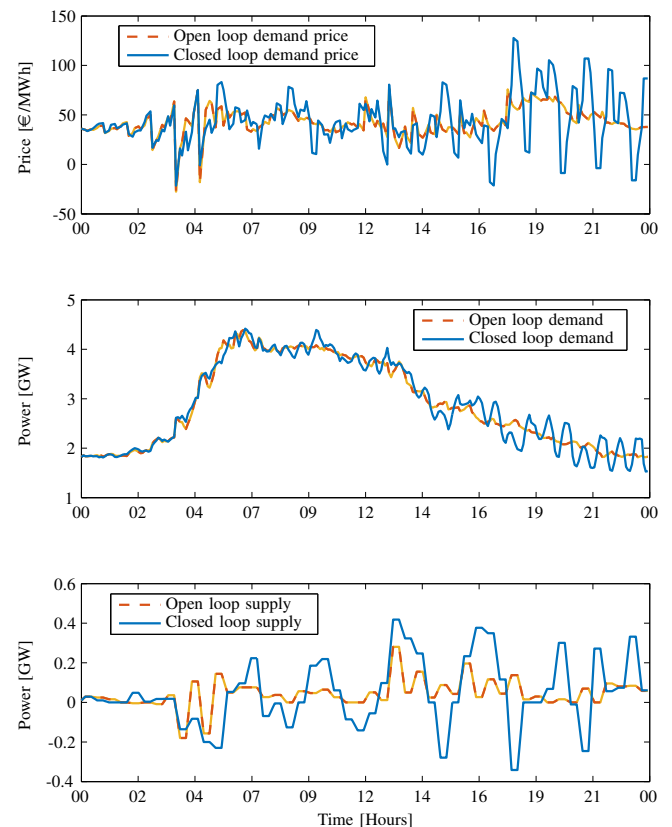 150
100
50
0
-50
Price [€/MWh]
Open loop demand price
Closed loop demand price
00 02 04 07 09 12 14 16 19 21 00
5
4
3
2
1
Power [GW]
Open loop demand
Closed loop demand
00 02 04 07 09 12 14 16 19 21 00
0.6
0.4
0.2
0
-0.2
-0.4
Power [GW]
Open loop supply
Closed loop supply
00 02 04 07 09 12 14 16 19 21 00
Time [Hours]